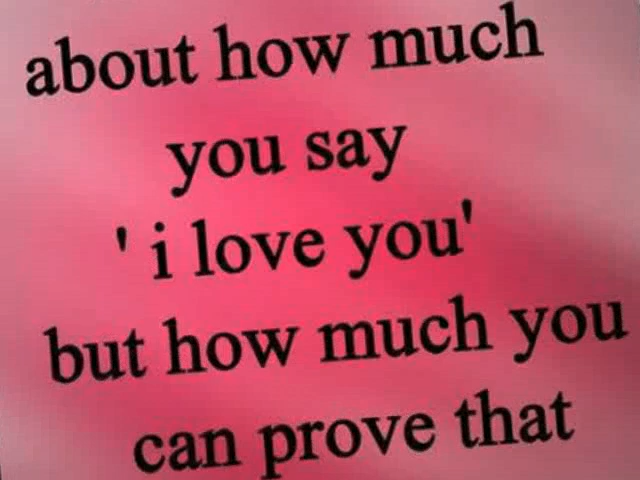 about how much
you say
' i love you'
but how much you
can prove that